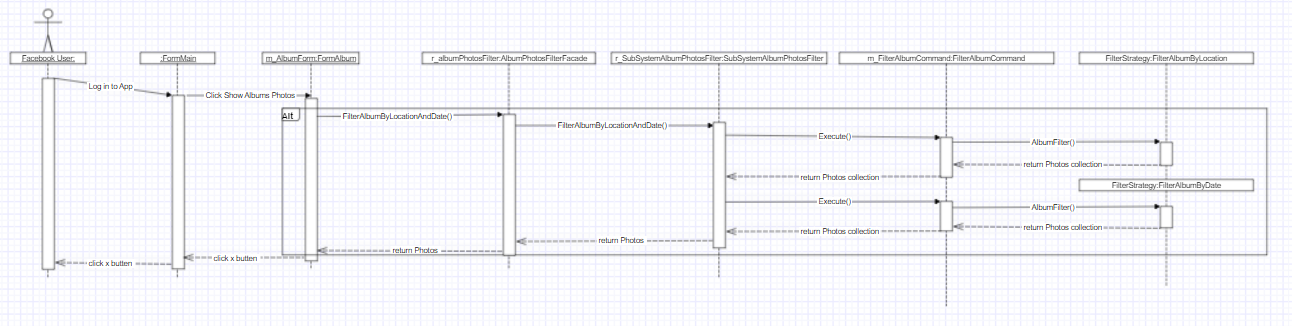 Facebook User:
:FormMain
m_AlbumForm:FormAlbum
r_albumPhotosFilter:AlbumPhotosFilterFacade
r_SubSystemAlbumPhotosFilter:SubSystemAlbumPhotosFilter
m_FilterAlbumCommand:FilterAlbumCommand
FilterStrategy:FilterAlbumByLocation
Log in to App
Click Show Albums Photos
Alt
FilterAlbumByLocationAndDate()
FilterAlbumByLocationAndDate()
Execute()
AlbumFilter()
return Photos collection
return Photos collection
FilterStrategy:FilterAlbumByDate
Execute()
AlbumFilter()
return Photos collection
return Photos collection
return Photos
return Photos
click x butten
click x butten